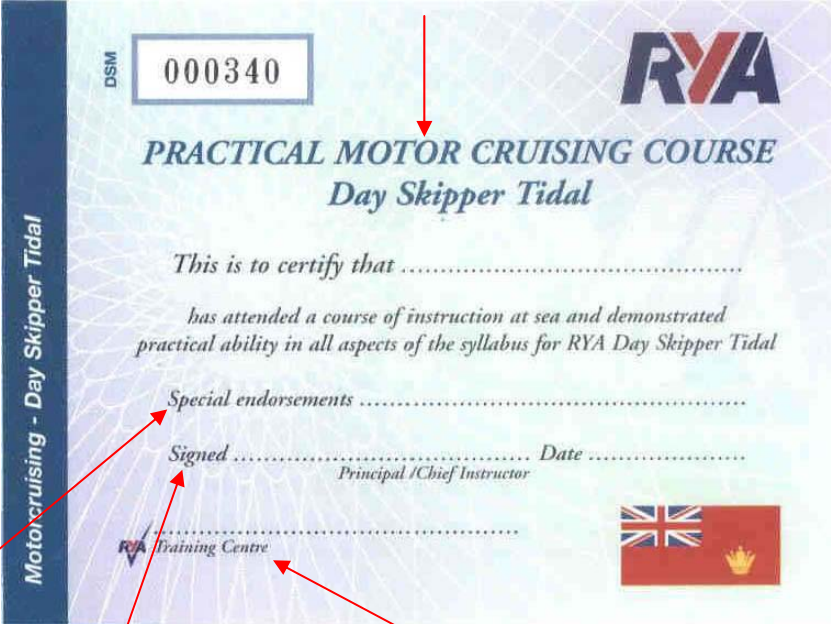 DSM
000340
RYA
PRACTICAL MOTOR CRUISING COURSE
Day Skipper Tidal
This is to certify that ............................................
has attended a course of instruction at sea and demonstrated
practical ability in all aspects of the syllabus for RYA Day Skipper Tidal
Special endorsements ..................................................
Signed ....................................... Date .....................
Principal /Chief Instructor
RYA Training Centre
Motorcruising - Day Skipper Tidal